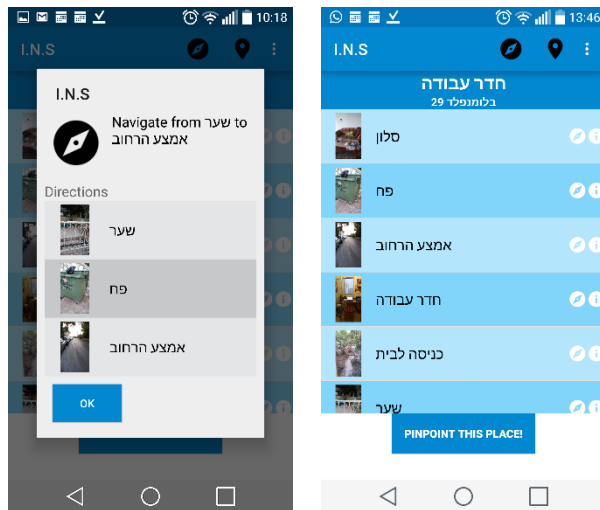 10:18
I.N.S
I.N.S
Navigate from שער to
אמצע הרחוב
Directions
שער
פח
אמצע הרחוב
OK
13:46
I.N.S
חדר עבודה
בלומנפלד 29
סלון
פח
אמצע הרחוב
חדר עבודה
כניסה לבית
שער
PINPOINT THIS PLACE!